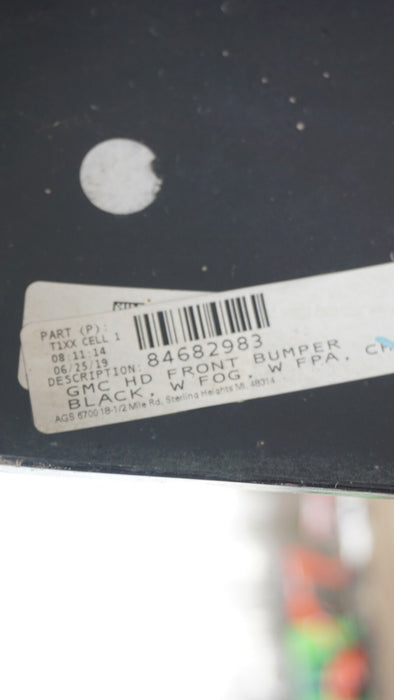 PART (P):
T1XX CELL 1
08:11:14
06/25/19
84682983
DESCRIPTION:
GMC HD FRONT BUMPER
BLACK, W FOG, W FPA, CH
AGS 6700 18-1/2 Mile Rd, Sterling Heights MI, 48314